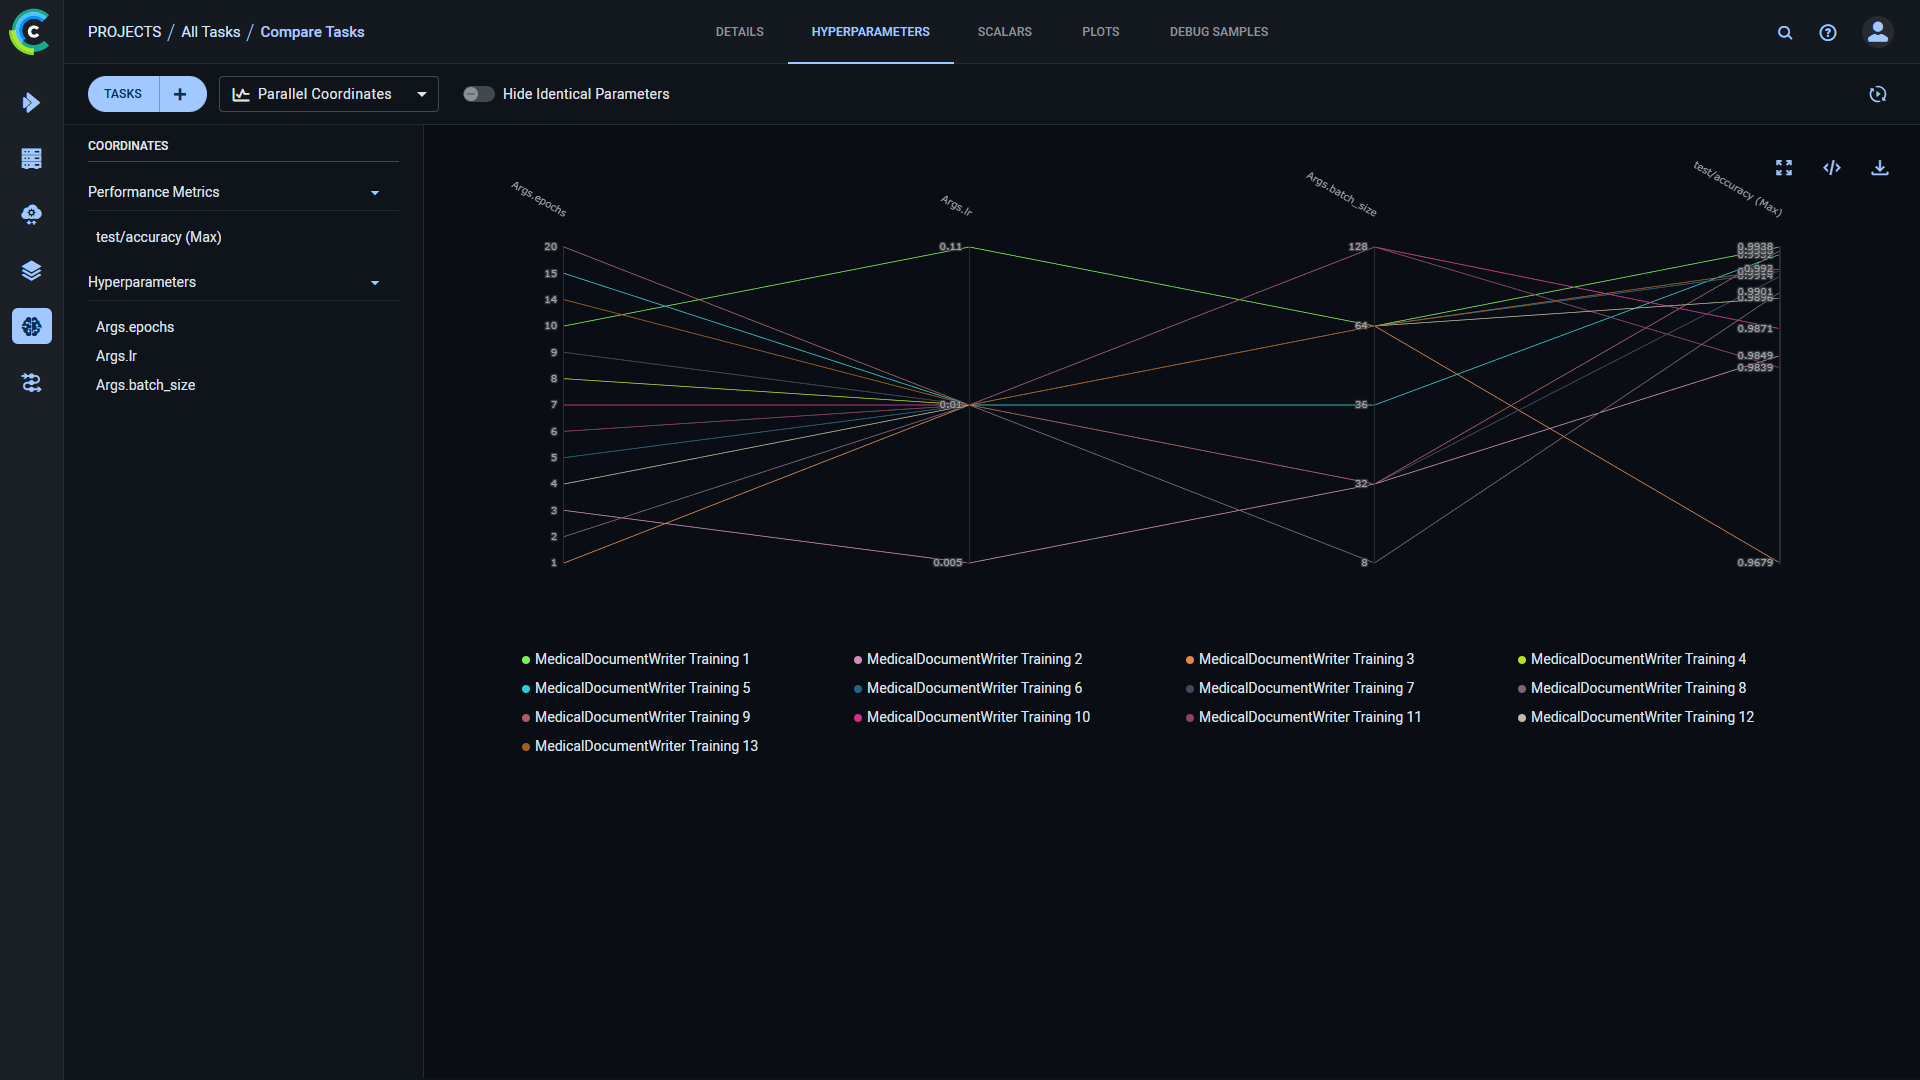 PROJECTS / All Tasks / Compare Tasks
DETAILS
HYPERPARAMETERS
SCALARS
PLOTS
DEBUG SAMPLES
TASKS
+
Parallel Coordinates
Hide Identical Parameters
COORDINATES
Performance Metrics
test/accuracy (Max)
Hyperparameters
Args.epochs
Args.lr
Args.batch_size
Args.epochs
Args.lr
Args.batch_size
test/accuracy (Max)
20
15
14
10
9
8
7
6
5
4
3
2
1
0.11
0.01
0.005
128
64
36
32
8
0.9938
0.992
0.9914
0.9901
0.9896
0.9871
0.9849
0.9839
0.9679
MedicalDocumentWriter Training 1
MedicalDocumentWriter Training 2
MedicalDocumentWriter Training 3
MedicalDocumentWriter Training 4
MedicalDocumentWriter Training 5
MedicalDocumentWriter Training 6
MedicalDocumentWriter Training 7
MedicalDocumentWriter Training 8
MedicalDocumentWriter Training 9
MedicalDocumentWriter Training 10
MedicalDocumentWriter Training 11
MedicalDocumentWriter Training 12
MedicalDocumentWriter Training 13